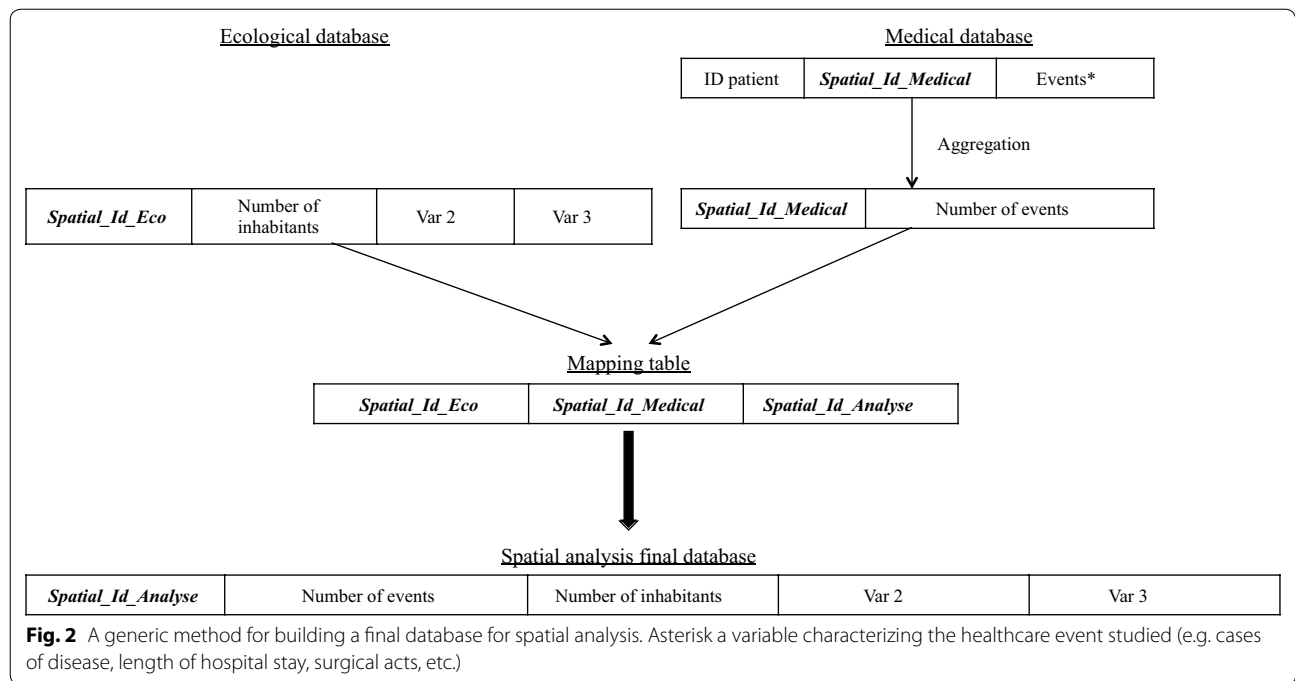 Ecological database
Medical database
ID patient
Spatial_Id_Medical
Events*
Aggregation
Spatial_Id_Eco
Number of
inhabitants
Var 2
Var 3
Spatial_Id_Medical
Number of events
Mapping table
Spatial_Id_Eco
Spatial_Id_Medical
Spatial_Id_Analyse
Spatial analysis final database
Spatial_Id_Analyse
Number of events
Number of inhabitants
Var 2
Var 3
Fig. 2 A generic method for building a final database for spatial analysis. Asterisk a variable characterizing the healthcare event studied (e.g. cases
of disease, length of hospital stay, surgical acts, etc.)